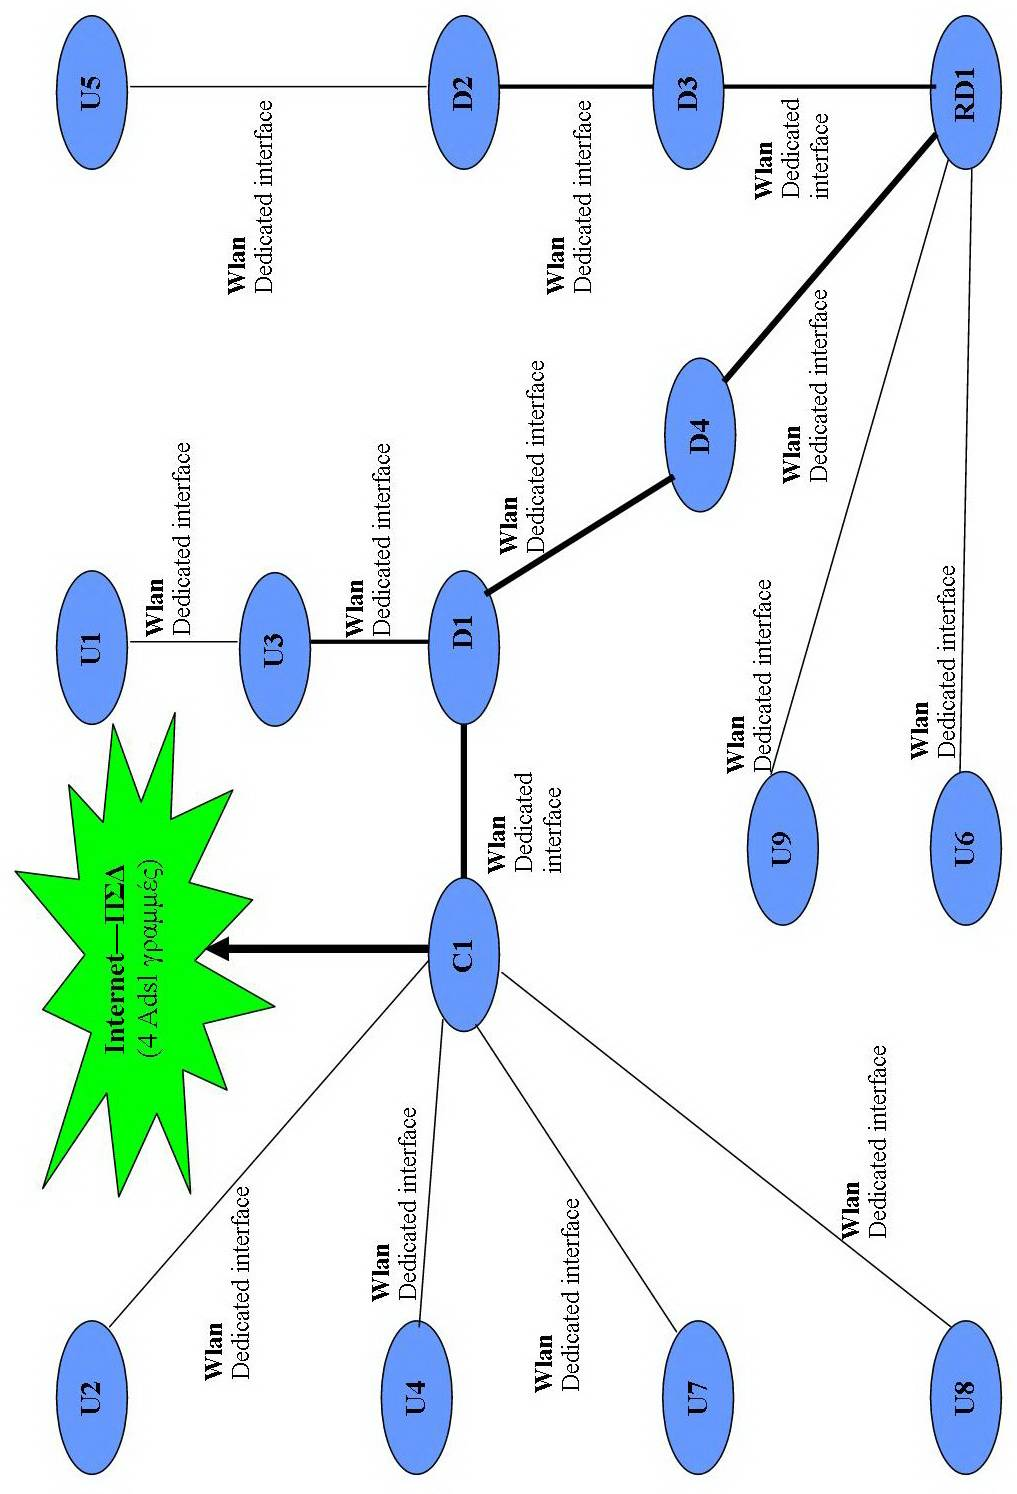 U2
Internet—ΠΣΔ
(4 Adsl γραμμές)
U1
U5
Wlan
Dedicated interface
Wlan
Dedicated interface
Wlan
Dedicated interface
U3
Wlan
Dedicated interface
Wlan
Dedicated interface
U4
C1
D1
D2
Wlan
Dedicated
interface
Wlan
Dedicated interface
Wlan
Dedicated interface
Wlan
Dedicated interface
U7
D4
D3
Wlan
Dedicated interface
Wlan
Dedicated interface
Wlan
Dedicated
interface
U9
Wlan
Dedicated interface
Wlan
Dedicated interface
U8
U6
RD1